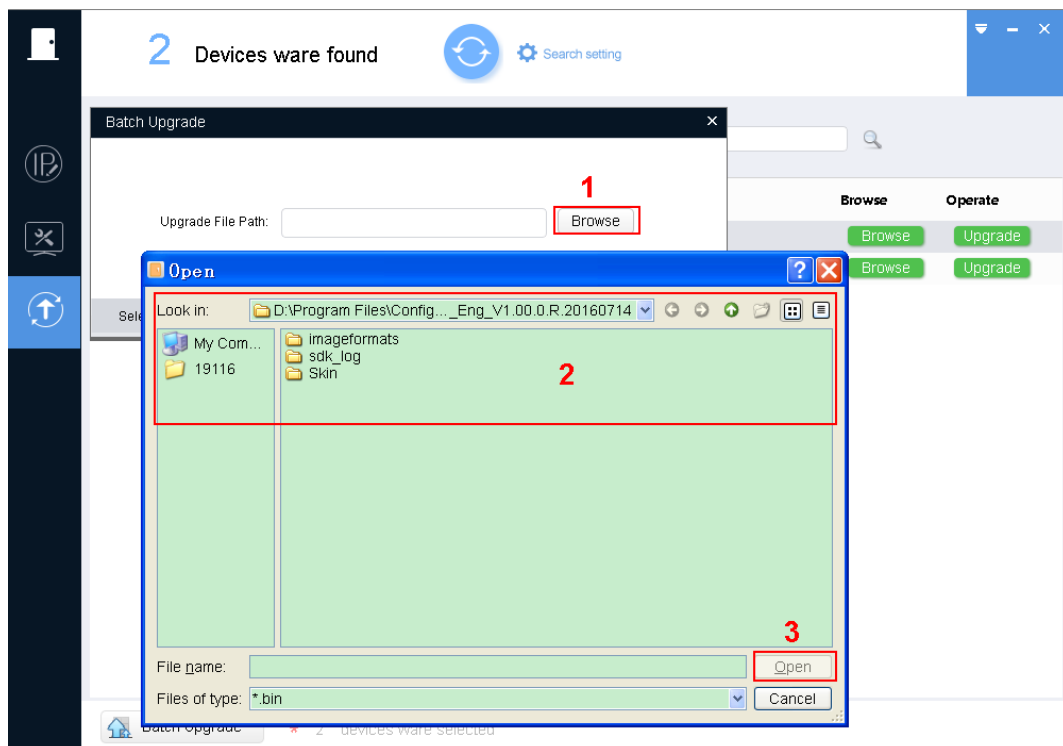 2 Devices ware found
Search setting
Batch Upgrade
1
Upgrade File Path:
Browse
Browse Operate
Browse Upgrade
Browse Upgrade
Open
Sele
Look in: D:\Program Files\Config..._Eng_V1.00.0.R.20160714
My Com...
19116
imageformats
sdk_log
Skin
2
3
File name:
Open
Files of type: *.bin
Cancel
Batch Upgrade * 2 devices ware selected